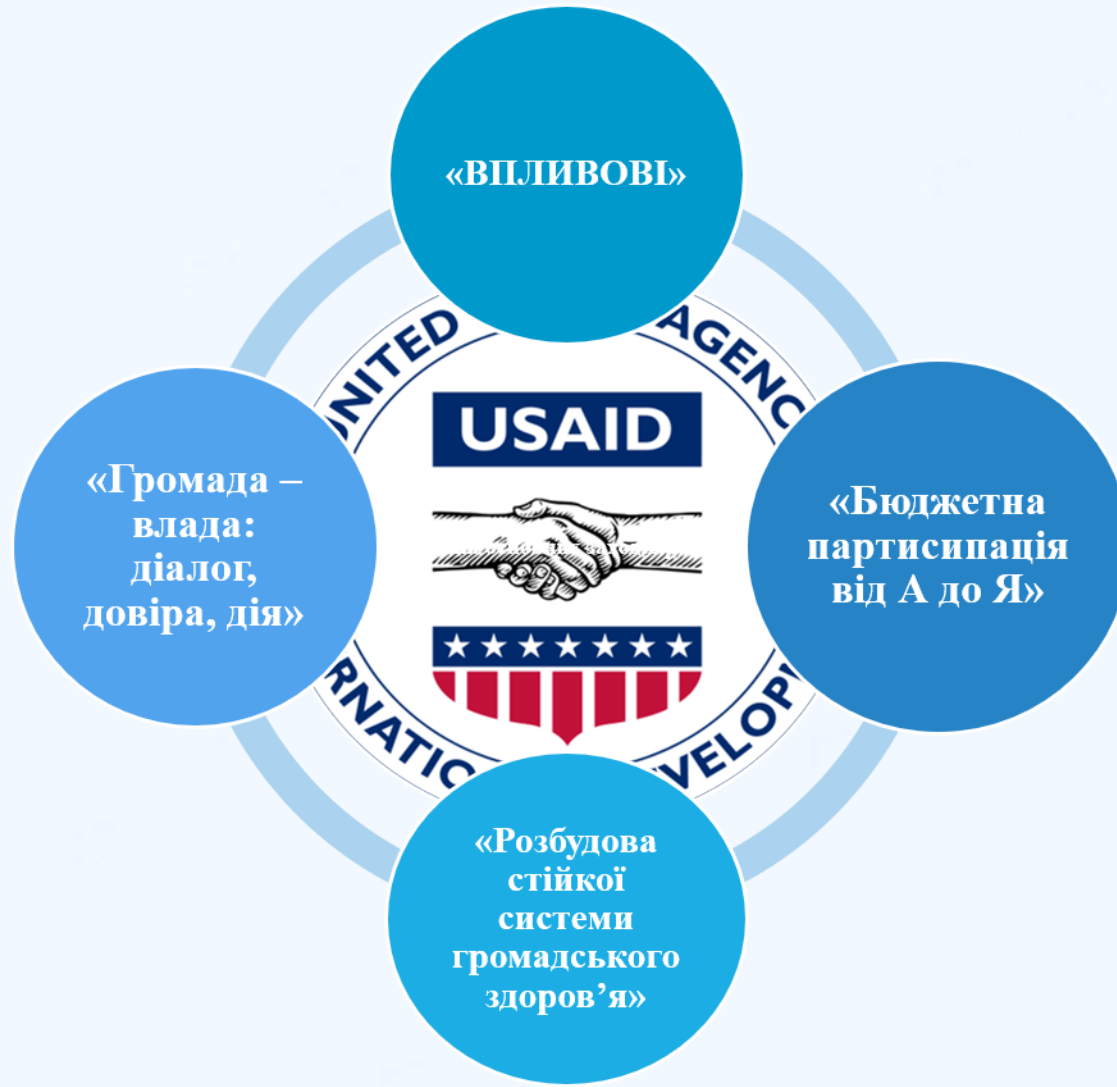 «ВПЛИВОВІ»
UNITED
AGENC
USAID
«Громада –
влада:
діалог,
довіра, дія»
«Бюджетна
партисипація
від А до Я»
RNATIO
VELOP
«Розбудова
стійкої
системи
громадського
здоров’я»